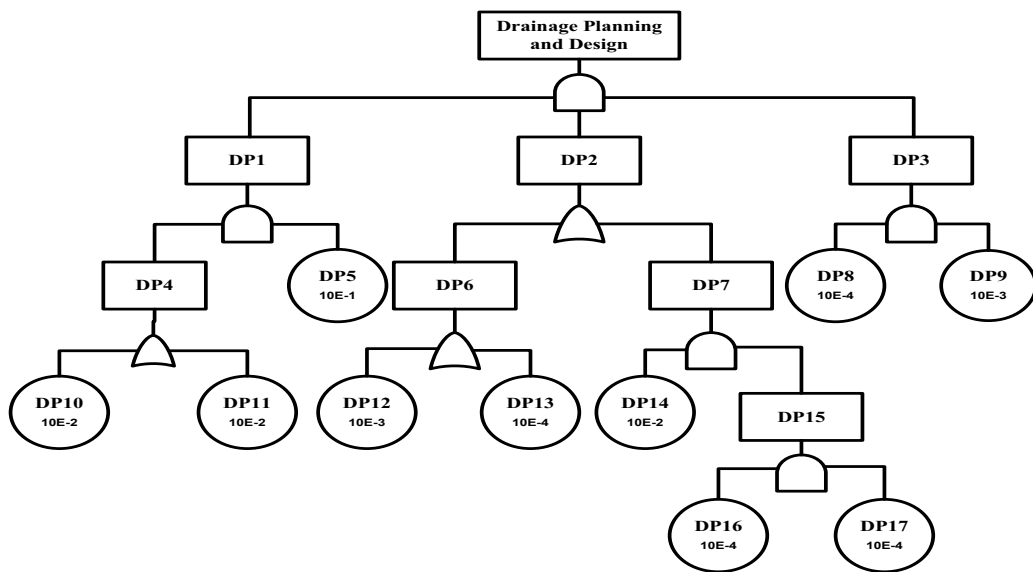 Drainage Planning
and Design
DP1
DP2
DP3
DP4
DP5
10E-1
DP6
DP7
DP8
10E-4
DP9
10E-3
DP10
10E-2
DP11
10E-2
DP12
10E-3
DP13
10E-4
DP14
10E-2
DP15
DP16
10E-4
DP17
10E-4